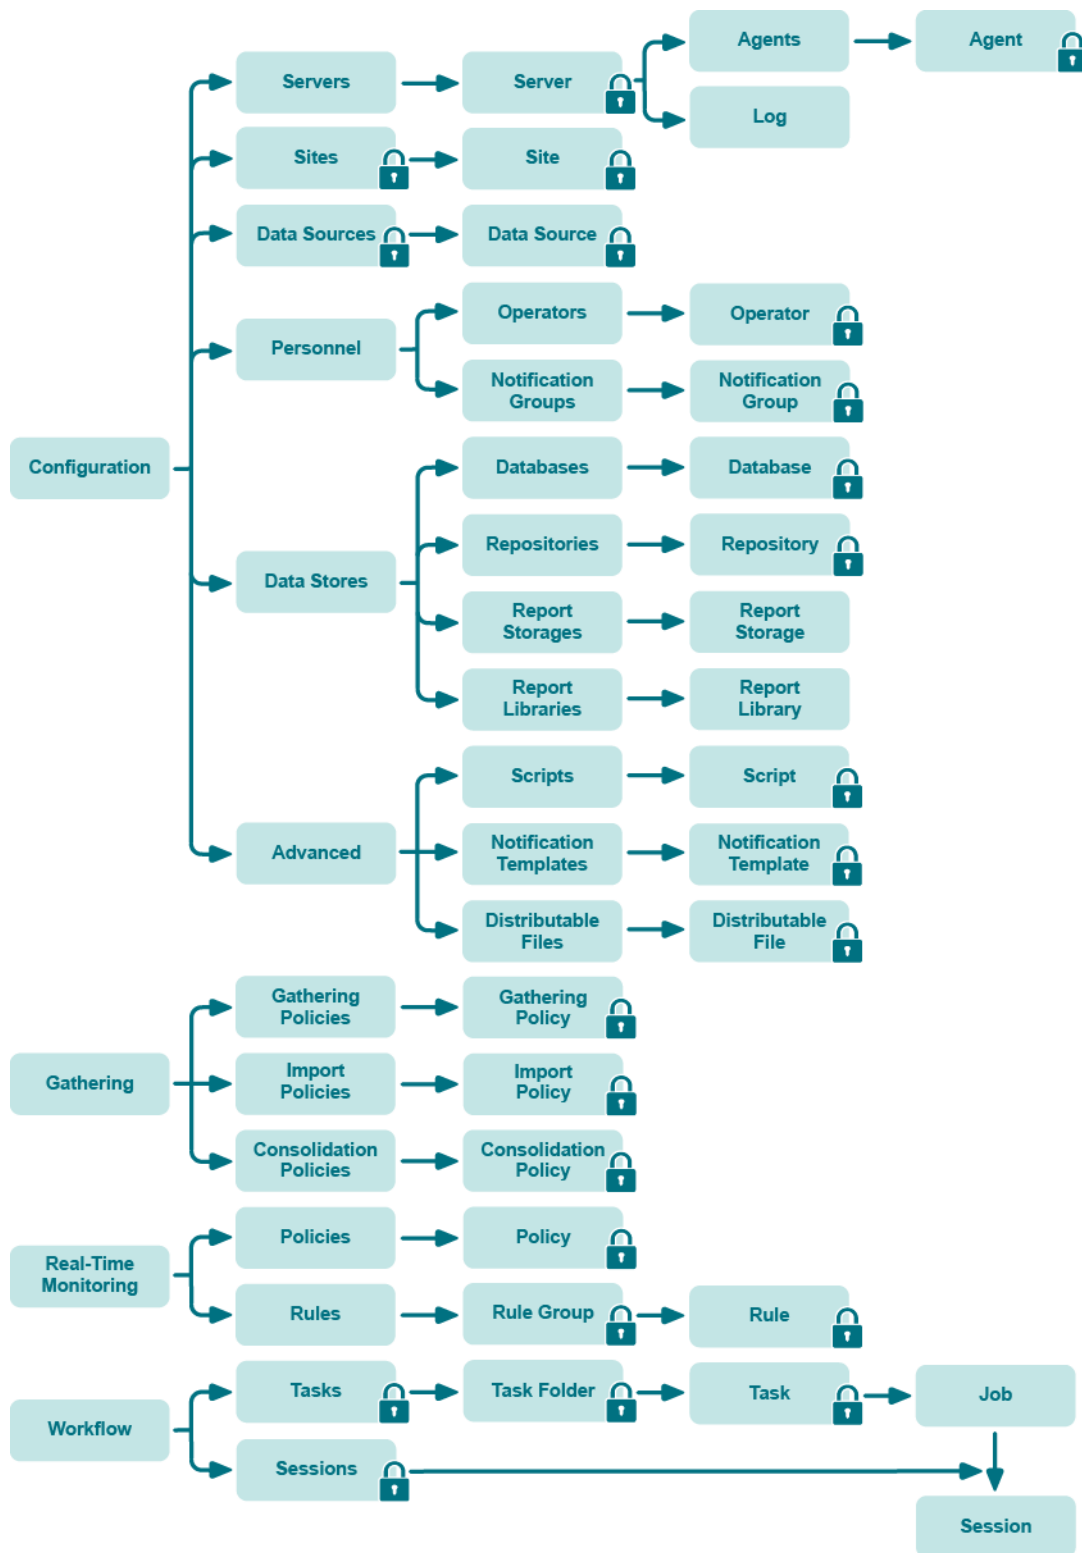 Agents
Agent
Servers
Server
Log
Sites
Site
Data Sources
Data Source
Operators
Operator
Personnel
Notification
Groups
Notification
Group
Configuration
Databases
Database
Repositories
Repository
Data Stores
Report
Storages
Report
Storage
Report
Libraries
Report
Library
Scripts
Script
Advanced
Notification
Templates
Notification
Template
Distributable
Files
Distributable
File
Gathering
Policies
Gathering
Policy
Gathering
Import
Policies
Import
Policy
Consolidation
Policies
Consolidation
Policy
Policies
Policy
Real-Time
Monitoring
Rules
Rule Group
Rule
Tasks
Task Folder
Task
Job
Workflow
Sessions
Session